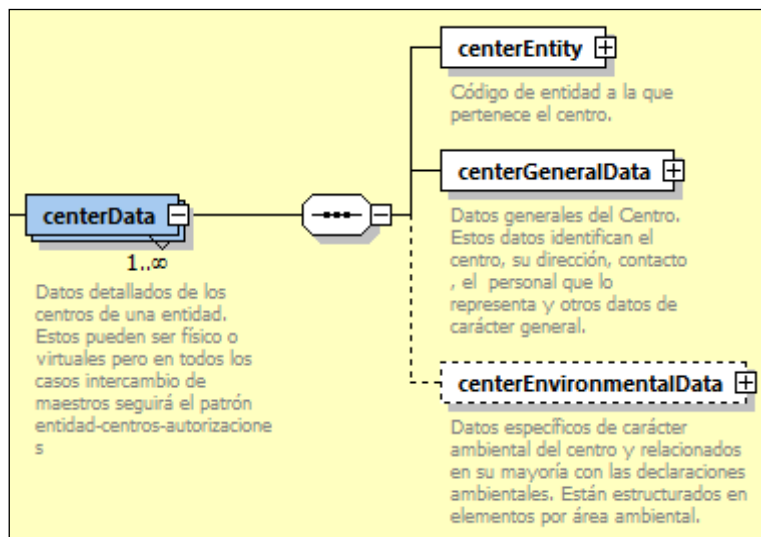 centerEntity
Código de entidad a la que
pertenece el centro.
centerGeneralData
Datos generales del Centro.
Estos datos identifican el
centro, su dirección, contacto
, el  personal que lo
representa y otros datos de
carácter general.
centerData
1..∞
Datos detallados de los
centros de una entidad.
Estos pueden ser físico o
virtuales pero en todos los
casos intercambio de
maestros seguirá el patrón
entidad-centros-autorizacione
s
centerEnvironmentalData
Datos específicos de carácter
ambiental del centro y relacionados
en su mayoría con las declaraciones
ambientales. Están estructurados en
elementos por área ambiental.